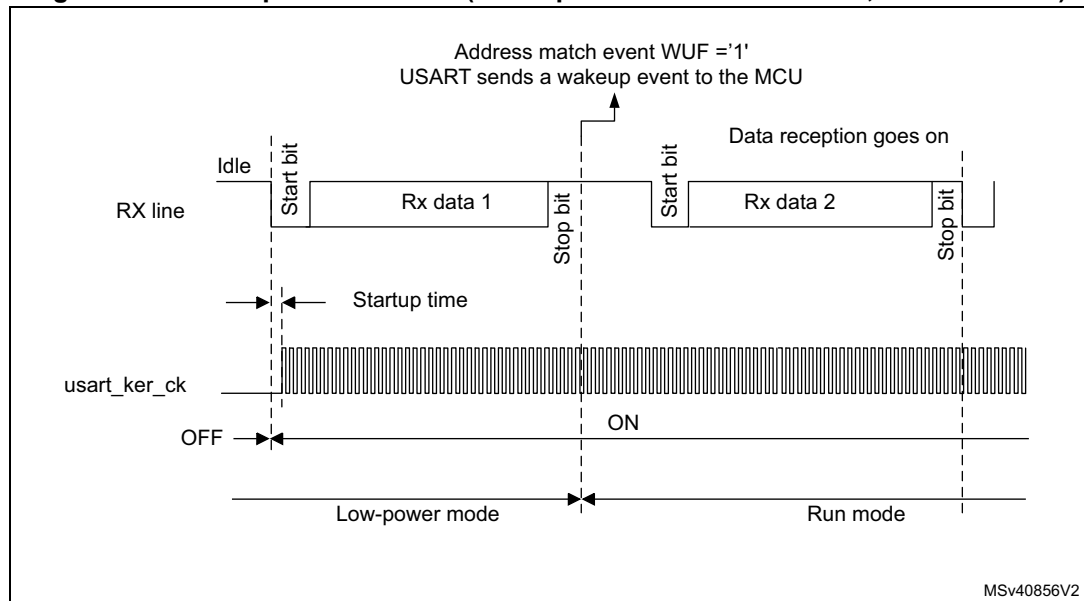 Address match event WUF ='1'
USART sends a wakeup event to the MCU
Data reception goes on
Idle
Start bit
Start bit
RX line
Rx data 1
Rx data 2
Stop bit
Stop bit
Startup time
usart_ker_ck
ON
OFF
Low-power mode
Run mode
MSv40856V2